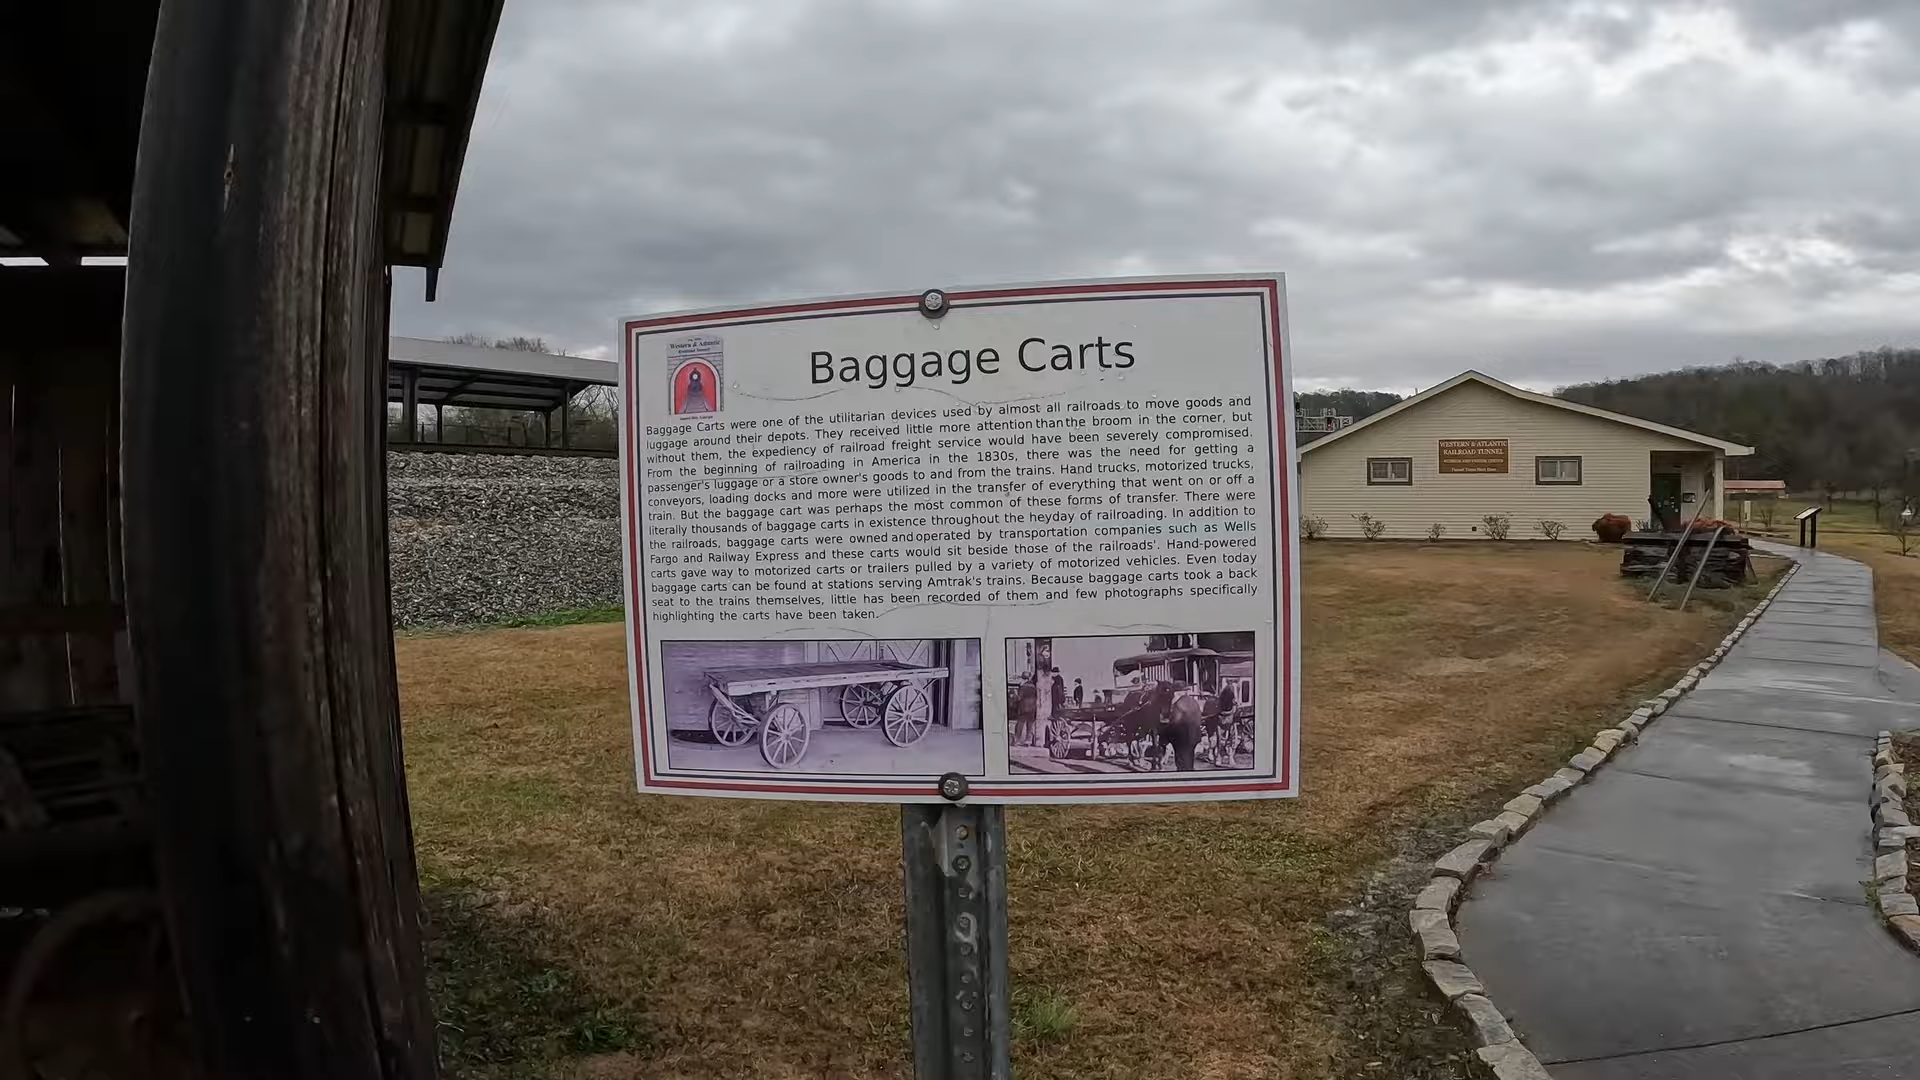 Western & Atlantic
Railroad Tunnel
Baggage Carts
Baggage Carts were one of the utilitarian devices used by almost all railroads to move goods and
luggage around their depots. They received little more attention than the broom in the corner, but
without them, the expediency of railroad freight service would have been severely compromised.
From the beginning of railroading in America in the 1830s, there was the need for getting a
passenger's luggage or a store owner's goods to and from the trains. Hand trucks, motorized trucks,
conveyors, loading docks and more were utilized in the transfer of everything that went on or off a
train. But the baggage cart was perhaps the most common of these forms of transfer. There were
literally thousands of baggage carts in existence throughout the heyday of railroading. In addition to
the railroads, baggage carts were owned and operated by transportation companies such as Wells
Fargo and Railway Express and these carts would sit beside those of the railroads'. Hand-powered
carts gave way to motorized carts or trailers pulled by a variety of motorized vehicles. Even today
baggage carts can be found at stations serving Amtrak's trains. Because baggage carts took a back
seat to the trains themselves, little has been recorded of them and few photographs specifically
highlighting the carts have been taken.
WESTERN & ATLANTIC
RAILROAD TUNNEL